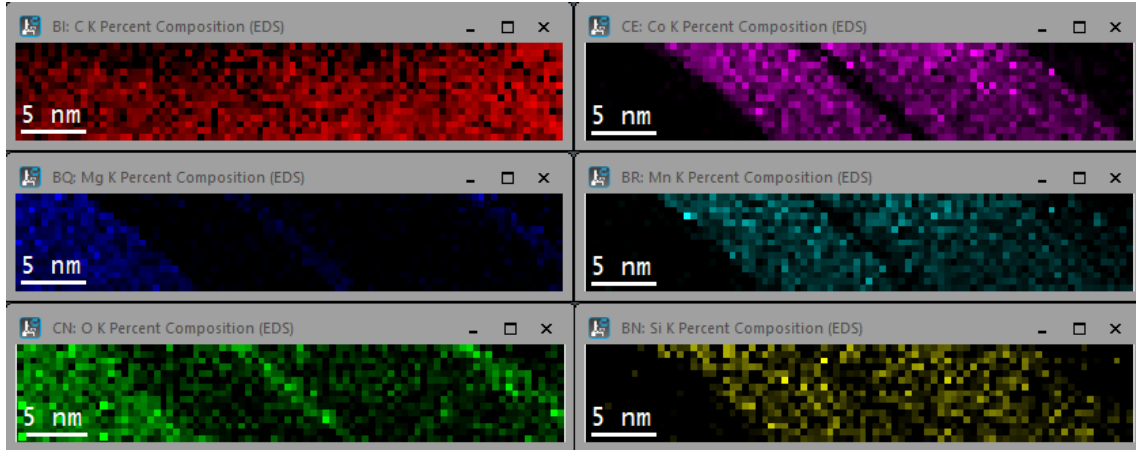 BI: C K Percent Composition (EDS)
5 nm
CE: Co K Percent Composition (EDS)
5 nm
BQ: Mg K Percent Composition (EDS)
5 nm
BR: Mn K Percent Composition (EDS)
5 nm
CN: O K Percent Composition (EDS)
5 nm
BN: Si K Percent Composition (EDS)
5 nm